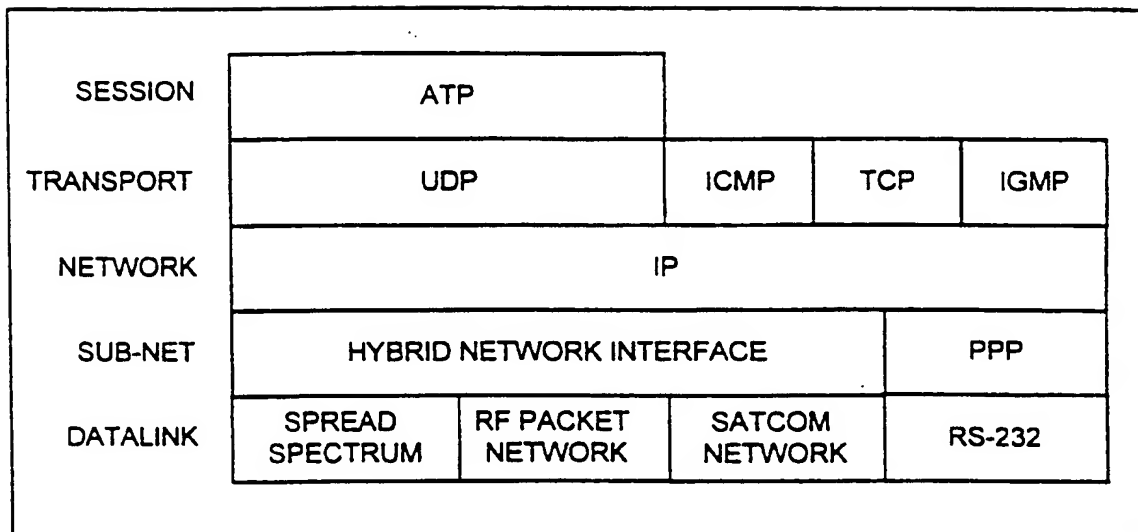 SESSION ATP
TRANSPORT UDP ICMP TCP IGMP
NETWORK IP
SUB-NET HYBRID NETWORK INTERFACE PPP
DATALINK SPREAD SPECTRUM RF PACKET NETWORK SATCOM NETWORK RS-232